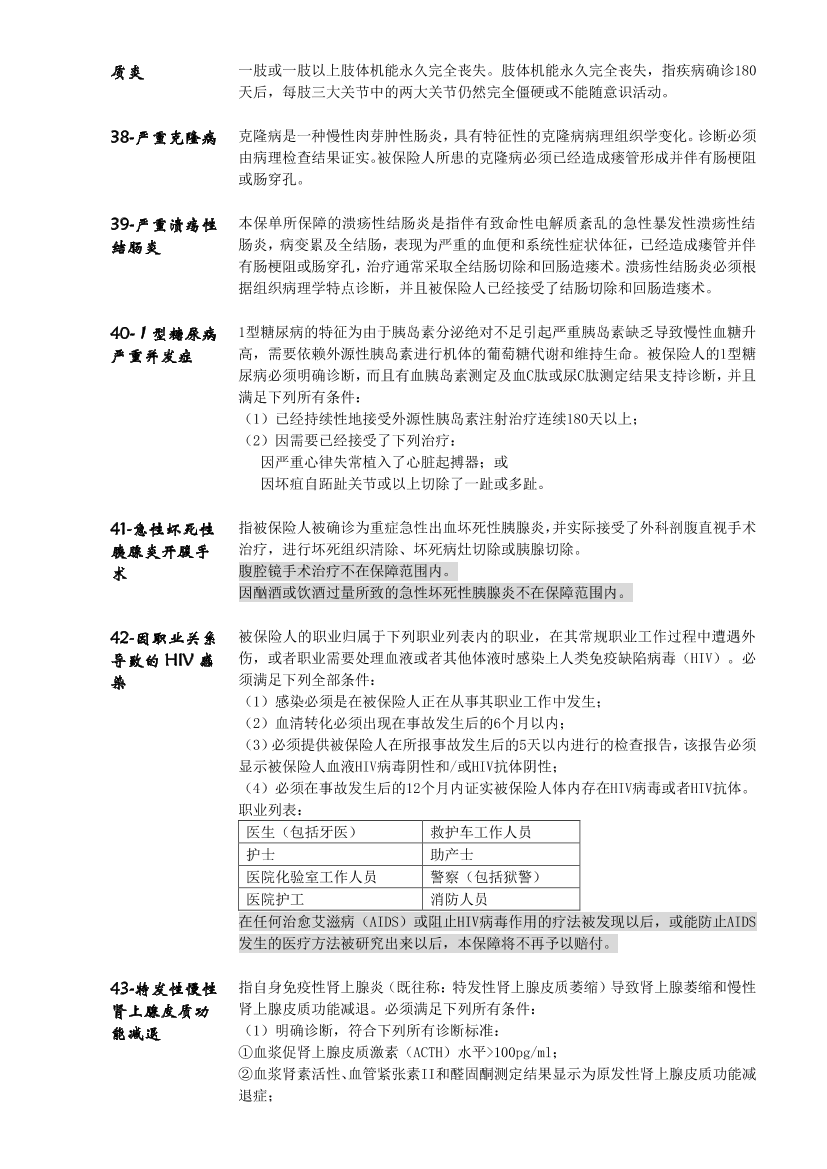 质炎
一肢或一肢以上肢体机能永久完全丧失。肢体机能永久完全丧失，指疾病确诊180
天后，每肢三大关节中的两大关节仍然完全僵硬或不能随意识活动。
38-严重克隆病
克隆病是一种慢性肉芽肿性肠炎，具有特征性的克隆病病理组织学变化。诊断必须
由病理检查结果证实。被保险人所患的克隆病必须已经造成瘘管形成并伴有肠梗阻
或肠穿孔。
39-严重溃疡性
结肠炎
本保单所保障的溃疡性结肠炎是指伴有致命性电解质紊乱的急性暴发性溃疡性结
肠炎，病变累及全结肠，表现为严重的血便和系统性症状体征，已经造成瘘管并伴
有肠梗阻或肠穿孔，治疗通常采取全结肠切除和回肠造瘘术。溃疡性结肠炎必须根
据组织病理学特点诊断，并且被保险人已经接受了结肠切除和回肠造瘘术。
40-1型糖尿病
严重并发症
1型糖尿病的特征为由于胰岛素分泌绝对不足引起严重胰岛素缺乏导致慢性血糖升
高，需要依赖外源性胰岛素进行机体的葡萄糖代谢和维持生命。被保险人的1型糖
尿病必须明确诊断，而且有血胰岛素测定及血C肽或尿C肽测定结果支持诊断，并且
满足下列所有条件：
（1）已经持续性地接受外源性胰岛素注射治疗连续180天以上；
（2）因需要已经接受了下列治疗：
因严重心律失常植入了心脏起搏器；或
因坏疽自跖趾关节或以上切除了一趾或多趾。
41-急性坏死性
胰腺炎开腹手
术
指被保险人被确诊为重症急性出血坏死性胰腺炎，并实际接受了外科剖腹直视手术
治疗，进行坏死组织清除、坏死病灶切除或胰腺切除。
腹腔镜手术治疗不在保障范围内。
因酗酒或饮酒过量所致的急性坏死性胰腺炎不在保障范围内。
42-因职业关系
导致的 HIV 感
染
被保险人的职业归属于下列职业列表内的职业，在其常规职业工作过程中遭遇外
伤，或者职业需要处理血液或者其他体液时感染上人类免疫缺陷病毒（HIV）。必
须满足下列全部条件：
（1）感染必须是在被保险人正在从事其职业工作中发生；
（2）血清转化必须出现在事故发生后的6个月以内；
（3）必须提供被保险人在所报事故发生后的5天以内进行的检查报告，该报告必须
显示被保险人血液HIV病毒阴性和/或HIV抗体阴性；
（4）必须在事故发生后的12个月内证实被保险人体内存在HIV病毒或者HIV抗体。
职业列表：
医生（包括牙医） 救护车工作人员
护士 助产士
医院化验室工作人员 警察（包括狱警）
医院护工 消防人员
在任何治愈艾滋病（AIDS）或阻止HIV病毒作用的疗法被发现以后，或能防止AIDS
发生的医疗方法被研究出来以后，本保障将不再予以赔付。
43-特发性慢性
肾上腺皮质功
能减退
指自身免疫性肾上腺炎（既往称：特发性肾上腺皮质萎缩）导致肾上腺萎缩和慢性
肾上腺皮质功能减退。必须满足下列所有条件：
（1）明确诊断，符合下列所有诊断标准：
①血浆促肾上腺皮质激素（ACTH）水平>100pg/ml；
②血浆肾素活性、血管紧张素II和醛固酮测定结果显示为原发性肾上腺皮质功能减
退症；